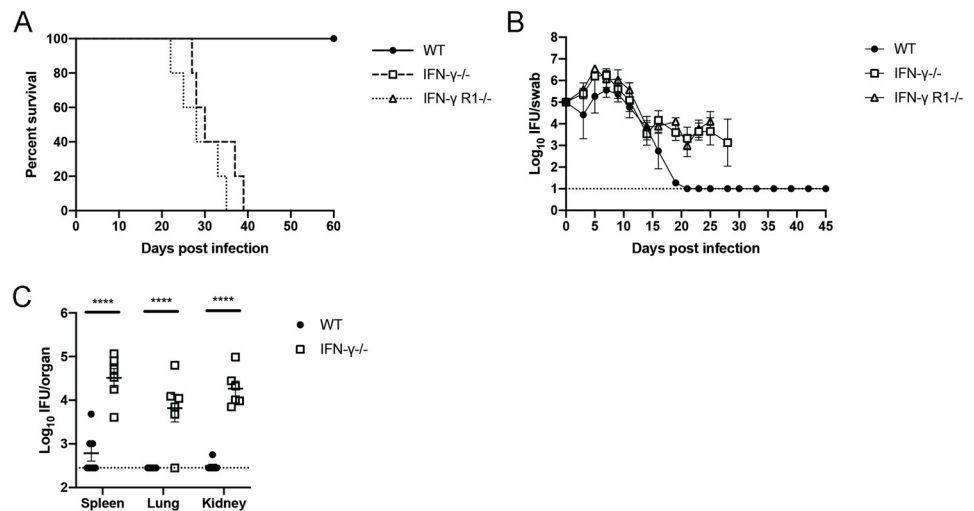 A
Percent survival
100
80
60
40
20
0
0 10 20 30 40 50 60
Days post infection
WT
IFN-γ-/-
IFN-γ R1-/-
B
Log10 IFU/swab
8
7
6
5
4
3
2
1
0
0 5 10 15 20 25 30 35 40 45
Days post infection
WT
IFN-γ-/-
IFN-γ R1-/-
C
**** **** ****
Log10 IFU/organ
6
5
4
3
2
Spleen Lung Kidney
WT
IFN-γ-/-